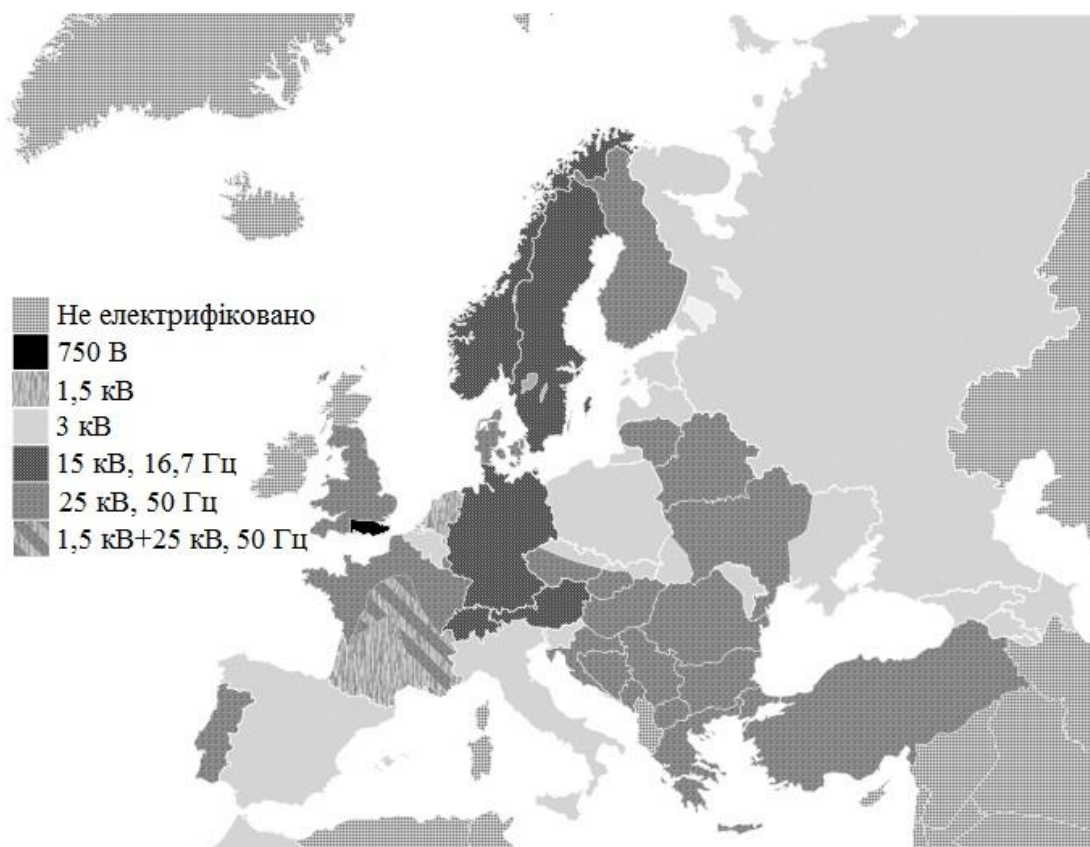 Не електрифіковано
750 В
1,5 кВ
3 кВ
15 кВ, 16,7 Гц
25 кВ, 50 Гц
1,5 кВ+25 кВ, 50 Гц